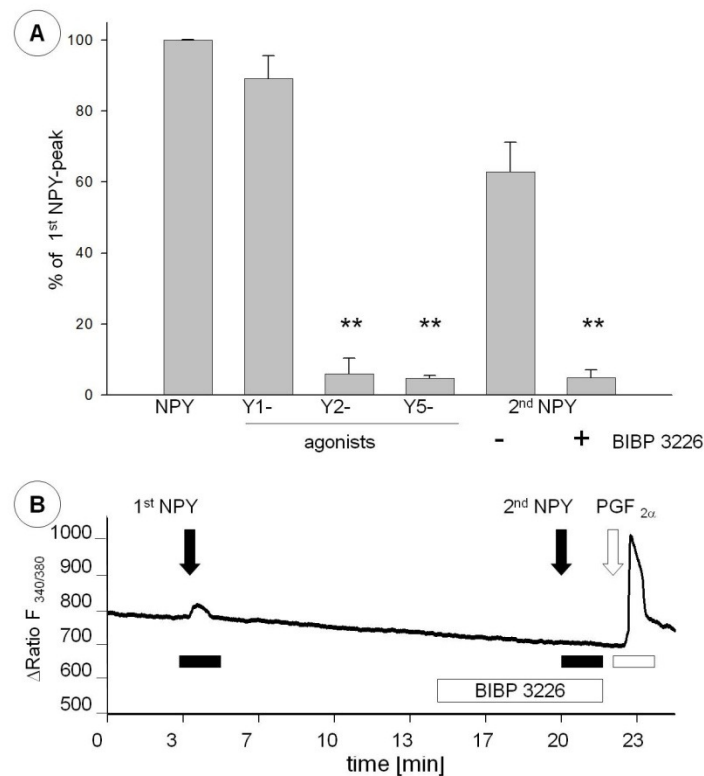 A
% of 1st NPY-peak
100
80
60
40
20
0
** ** **
NPY Y1- Y2- Y5- 2nd NPY
agonists - + BIBP 3226
B
1st NPY 2nd NPY PGF 2α
ΔRatio F 340/380
1000
900
800
700
600
500
BIBP 3226
0 3 7 10 13 17 20 23
time [min]